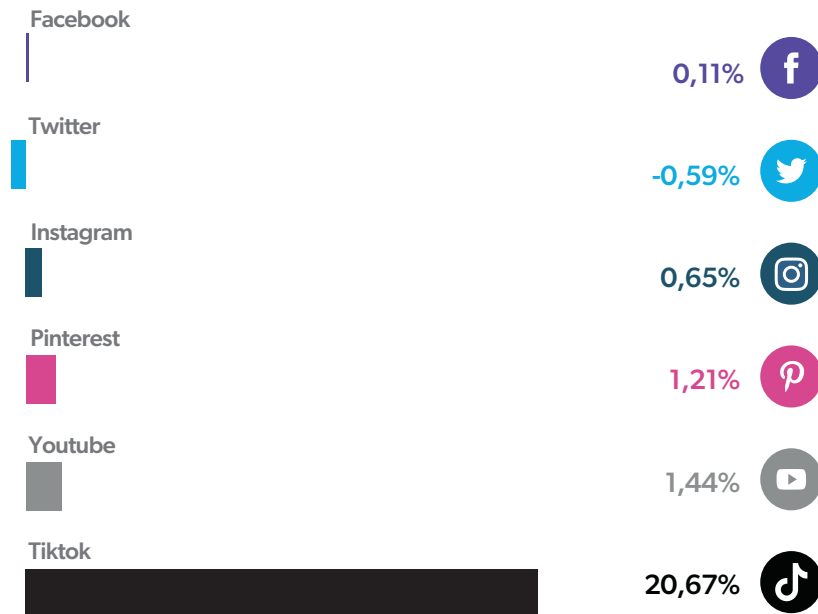 Facebook
0,11%
Twitter
-0,59%
Instagram
0,65%
Pinterest
1,21%
Youtube
1,44%
Tiktok
20,67%